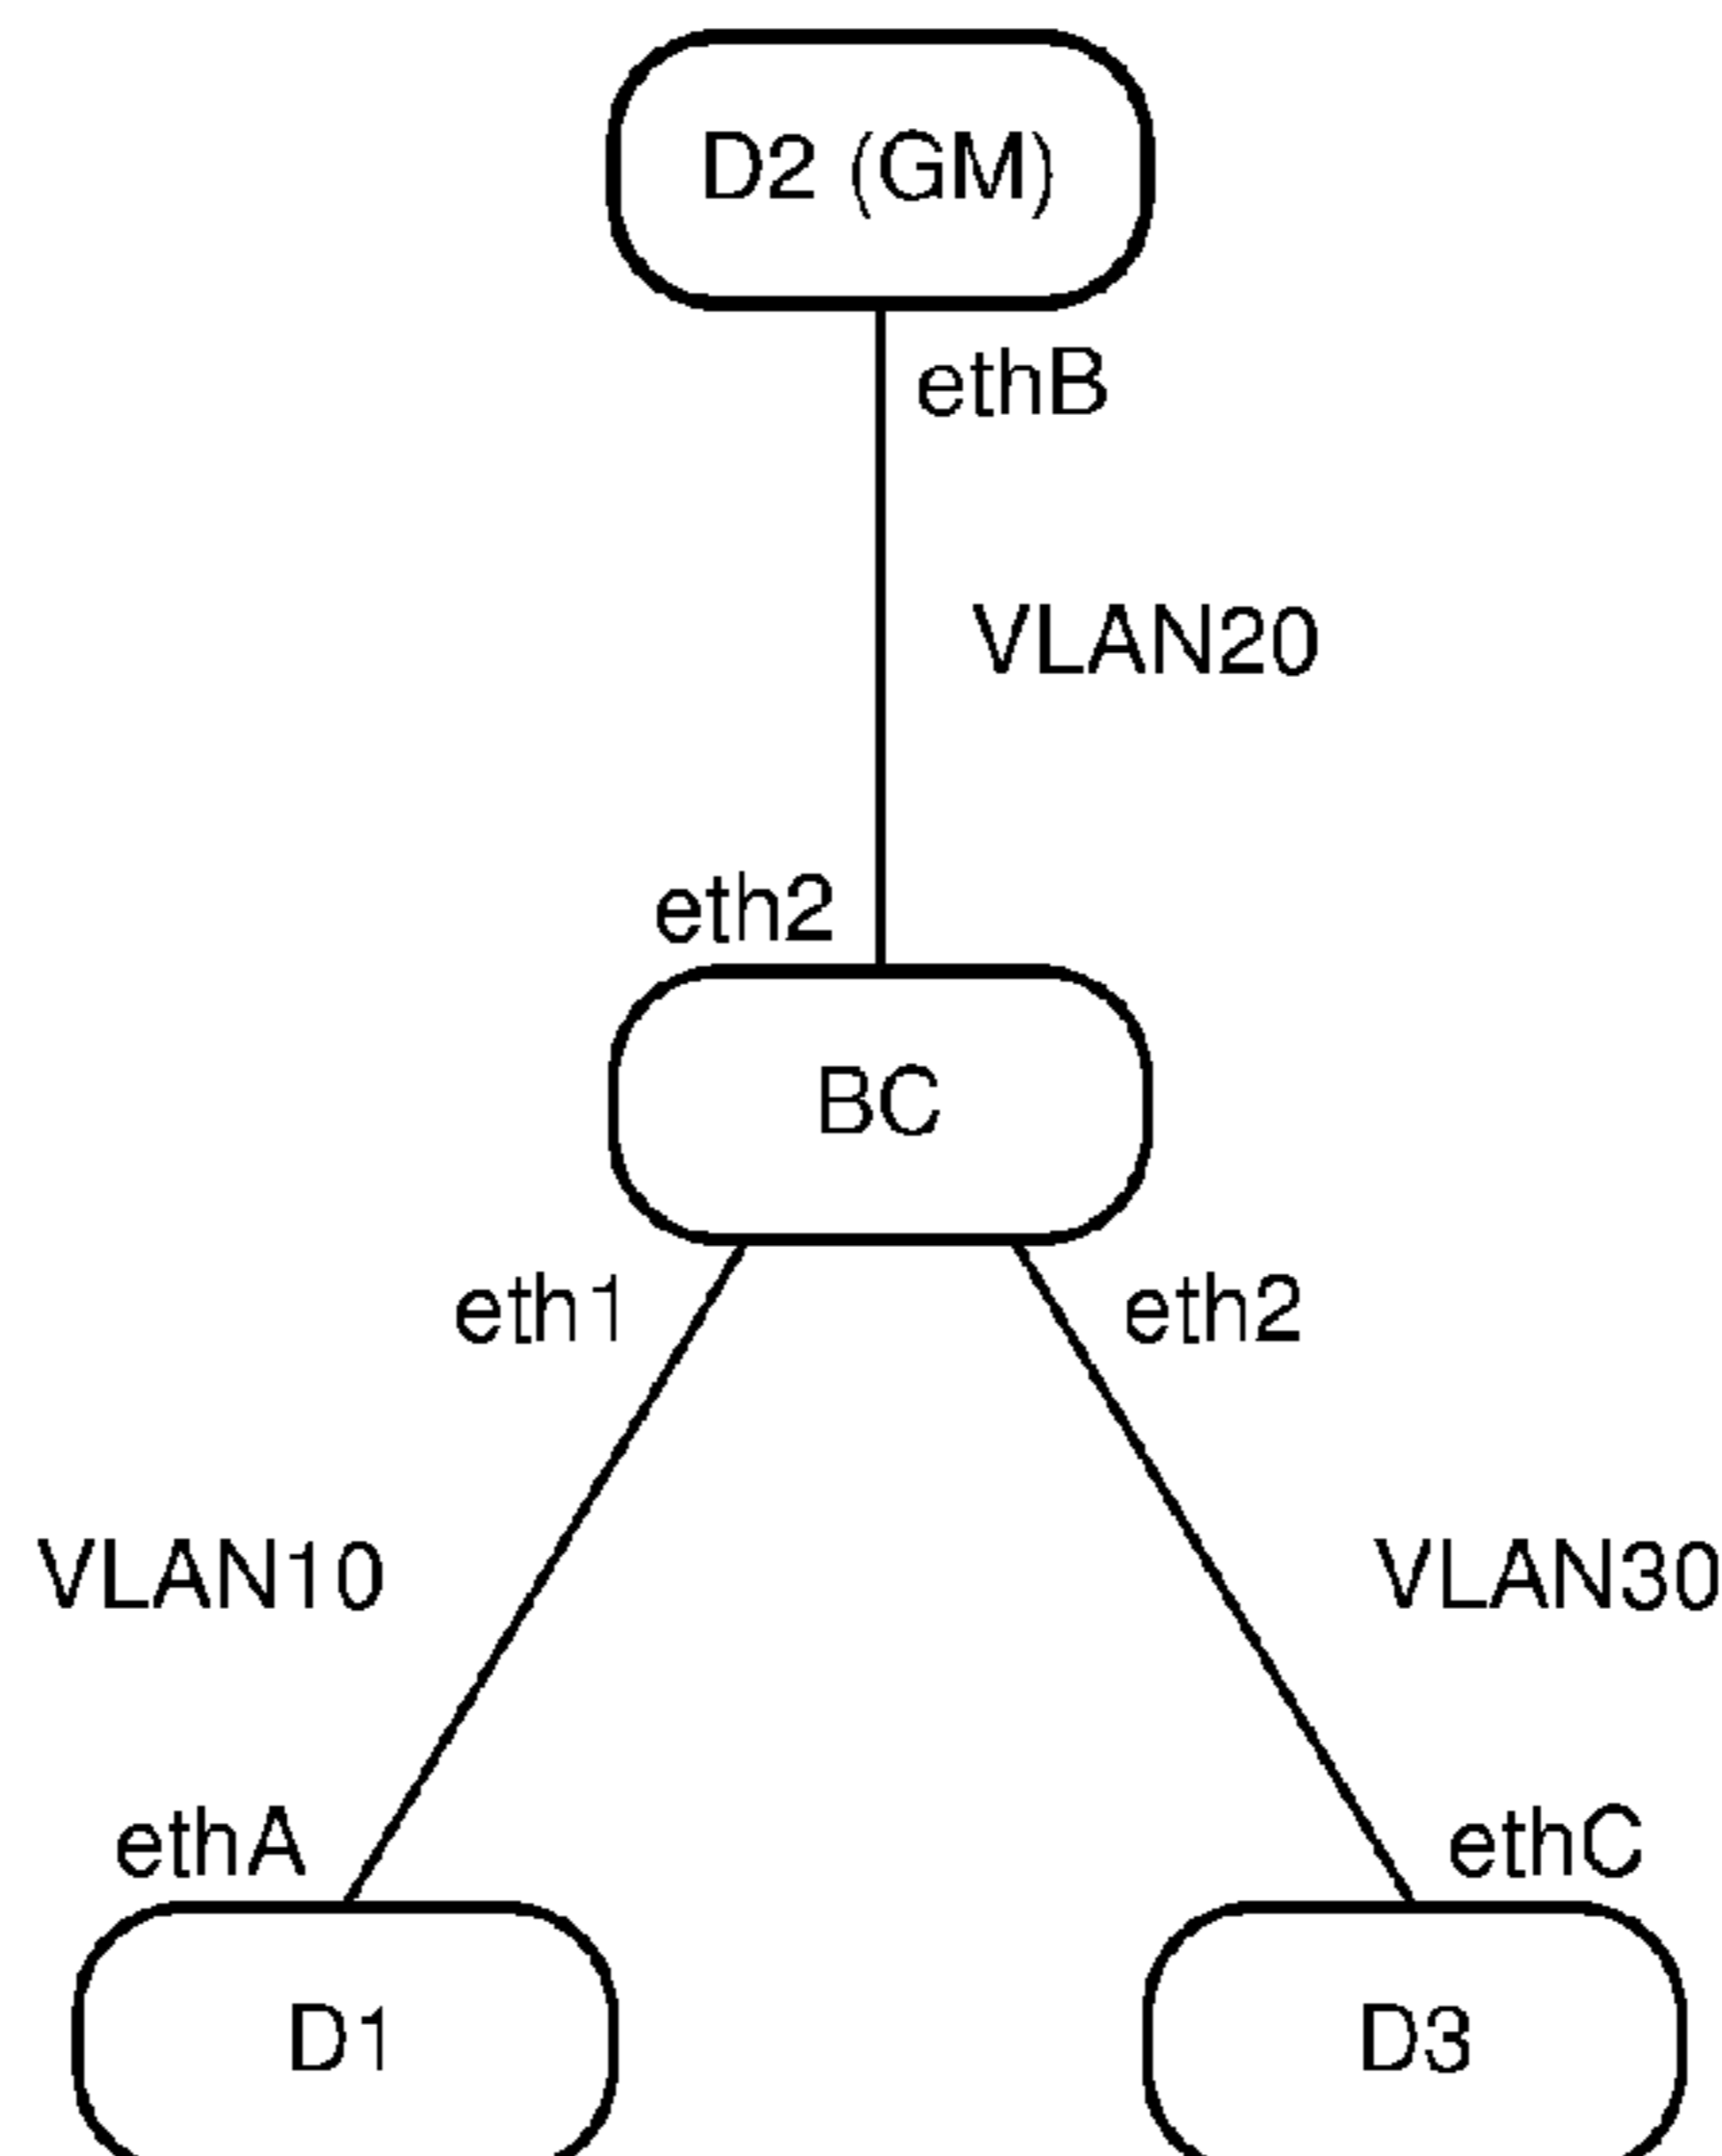 D2 (GM)
ethB
VLAN20
eth2
BC
eth1
eth2
VLAN10
VLAN30
ethA
ethC
D1
D3